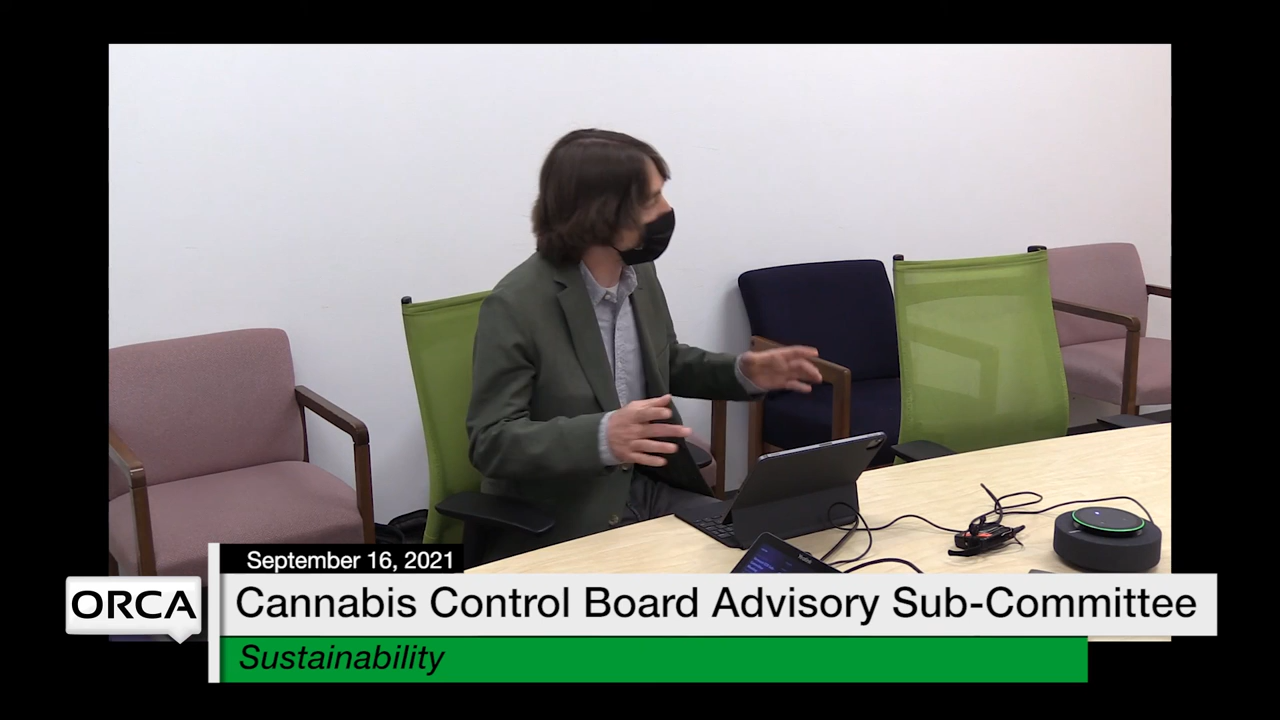 September 16, 2021
ORCA
Cannabis Control Board Advisory Sub-Committee
Sustainability